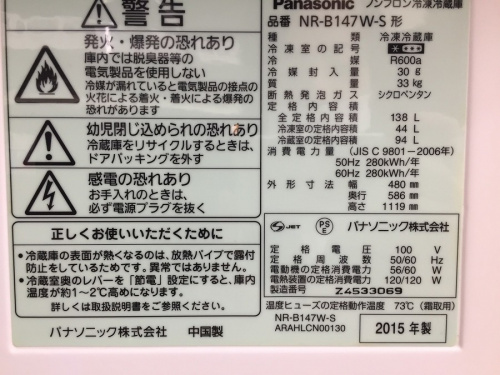 警告
発火・爆発の恐れあり
庫内では脱臭器等の
電気製品を使用しない
冷媒が漏れていると電気製品の接点の
火花による着火・着火による爆発の
恐れがあります
幼児閉じ込めの恐れあり
冷蔵庫をリサイクルするときは、
ドアパッキングを外す
感電の恐れあり
お手入れのときは、
必ず電源プラグを抜く
正しくお使いいただくために
●冷蔵庫の表面が熱くなるのは、放熱パイプで露付
防止をしているためです。異常ではありません。
●冷蔵室奥のレバーを「節電」設定にすると、庫内
温度が約1～2℃高めになります。
詳しくは取扱説明書をご参照ください。
パナソニック株式会社 中国製
Panasonic ノンフロン冷凍冷蔵庫
品番 NR-B147W-S 形
種類 冷凍冷蔵庫
冷凍室の記号
冷媒 R600a
冷媒封入量 30 g
質量 33 kg
断熱発泡ガス シクロペンタン
定格内容積
全定格内容積 138 L
冷凍室の定格内容積 44 L
冷蔵室の定格内容積 94 L
消費電力量 (JIS C 9801-2006年)
50Hz 280kWh/年
60Hz 280kWh/年
外形寸法 幅 480 mm
奥行 586 mm
高さ 1119 mm
JET PS E パナソニック株式会社
定格電圧 100 V
定格周波数 50/60 Hz
電動機の定格消費電力 56/60 W
電熱装置の定格消費電力 120/120 W
製造番号 Z4533069
温度ヒューズの定格動作温度 73℃ (霜取用)
NR-B147W-S
ARAHLCN00130
2015 年製